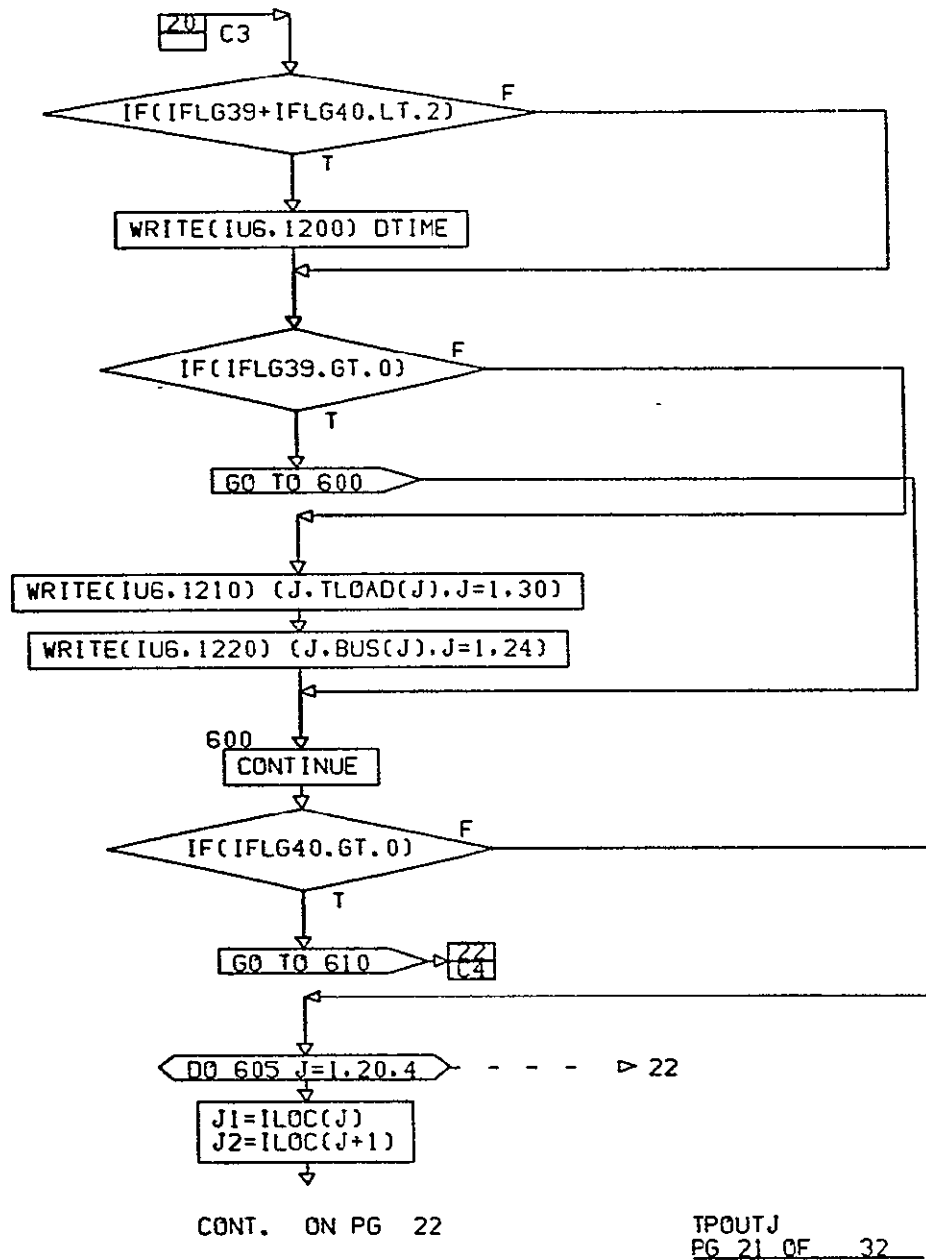 20
C3
IF(IFLG39+IFLG40.LT.2)
F
T
WRITE(IU6.1200) DTIME
IF(IFLG39.GT.0)
F
T
GO TO 600
WRITE(IU6.1210) (J.TLOAD(J).J=1.30)
WRITE(IU6.1220) (J.BUS(J).J=1.24)
600
CONTINUE
IF(IFLG40.GT.0)
F
T
GO TO 610
22
C4
DO 605 J=1.20.4
22
J1=ILOC(J)
J2=ILOC(J+1)
CONT. ON PG 22
TPOUTJ
PG 21 OF 32